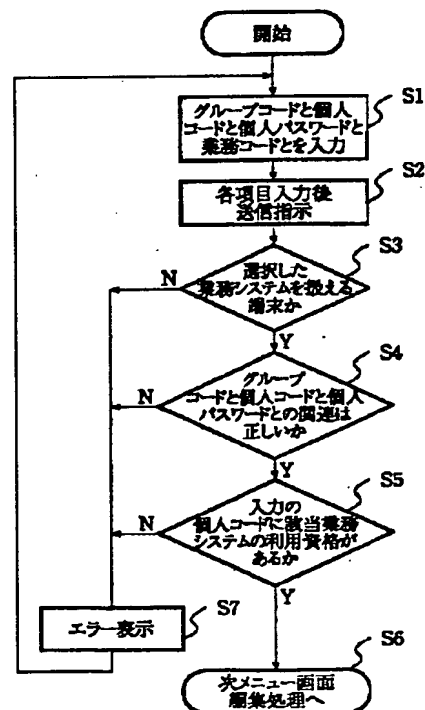 開始
S1
グループコードと個人
コードと個人パスワードと
業務コードとを入力
S2
各項目入力後
送信指示
S3
選択した
業務システムを扱える
端末か
N
Y
S4
グループ
コードと個人コードと個人
パスワードとの関連は
正しいか
N
Y
S5
入力の
個人コードに該当業務
システムの利用資格が
あるか
N
Y
S7
エラー表示
S6
次メニュー画面
編集処理へ